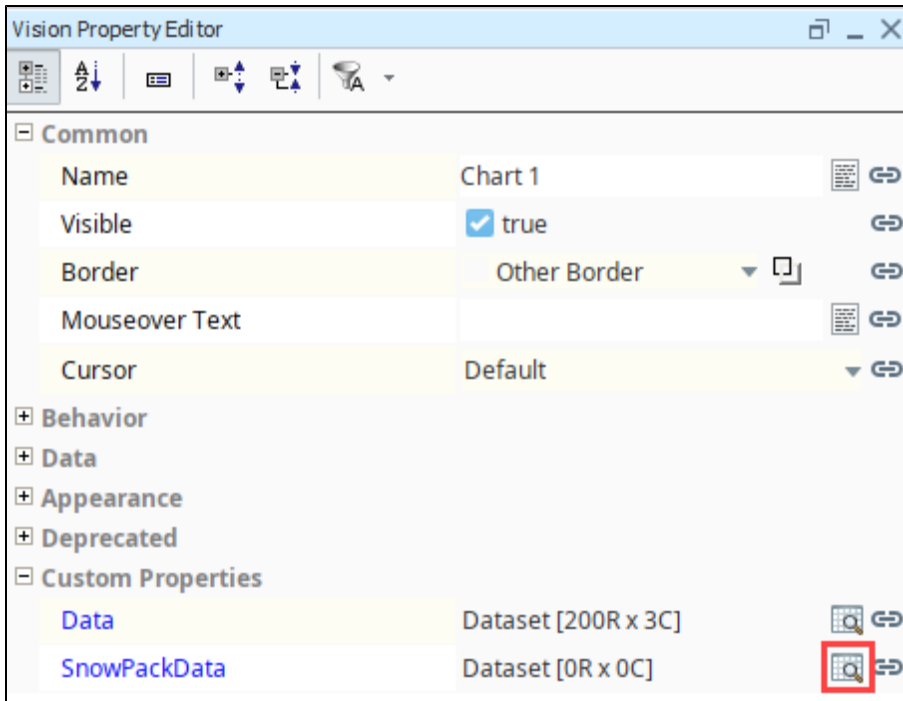 Vision Property Editor
Common
Name Chart 1
Visible true
Border Other Border
Mouseover Text
Cursor Default
Behavior
Data
Appearance
Deprecated
Custom Properties
Data Dataset [200R x 3C]
SnowPackData Dataset [0R x 0C]